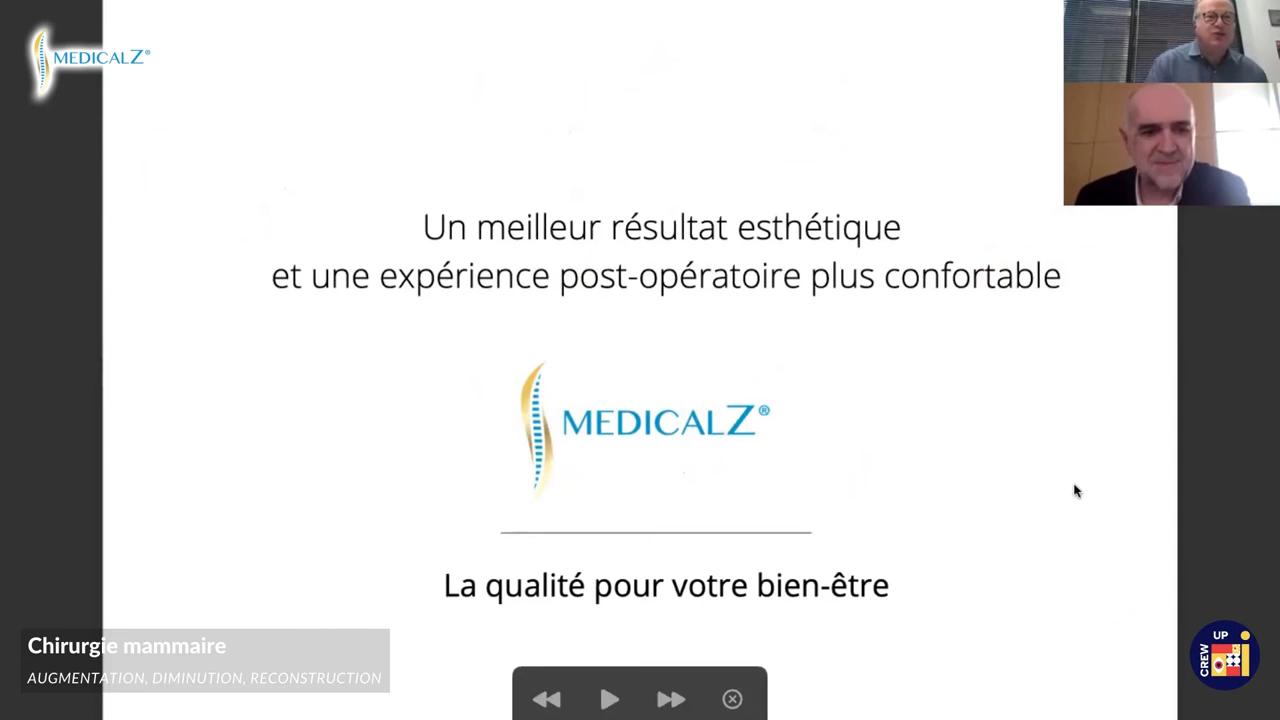 MEDICALZ®
Un meilleur résultat esthétique
et une expérience post-opératoire plus confortable
MEDICALZ®
La qualité pour votre bien-être
Chirurgie mammaire
AUGMENTATION, DIMINUTION, RECONSTRUCTION
CREW UP